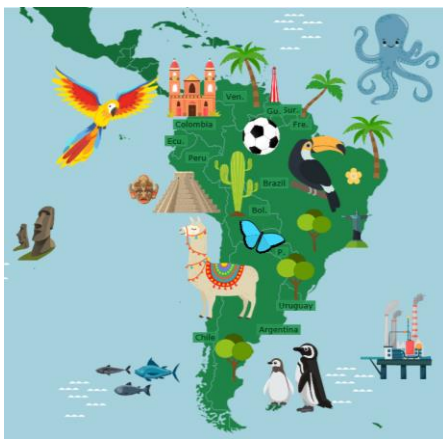 Ven.
Gu.
Sur.
Fre.
Colombia
Ecu.
Peru
Brazil
Bol.
P.
Uruguay
Argentina
Chile